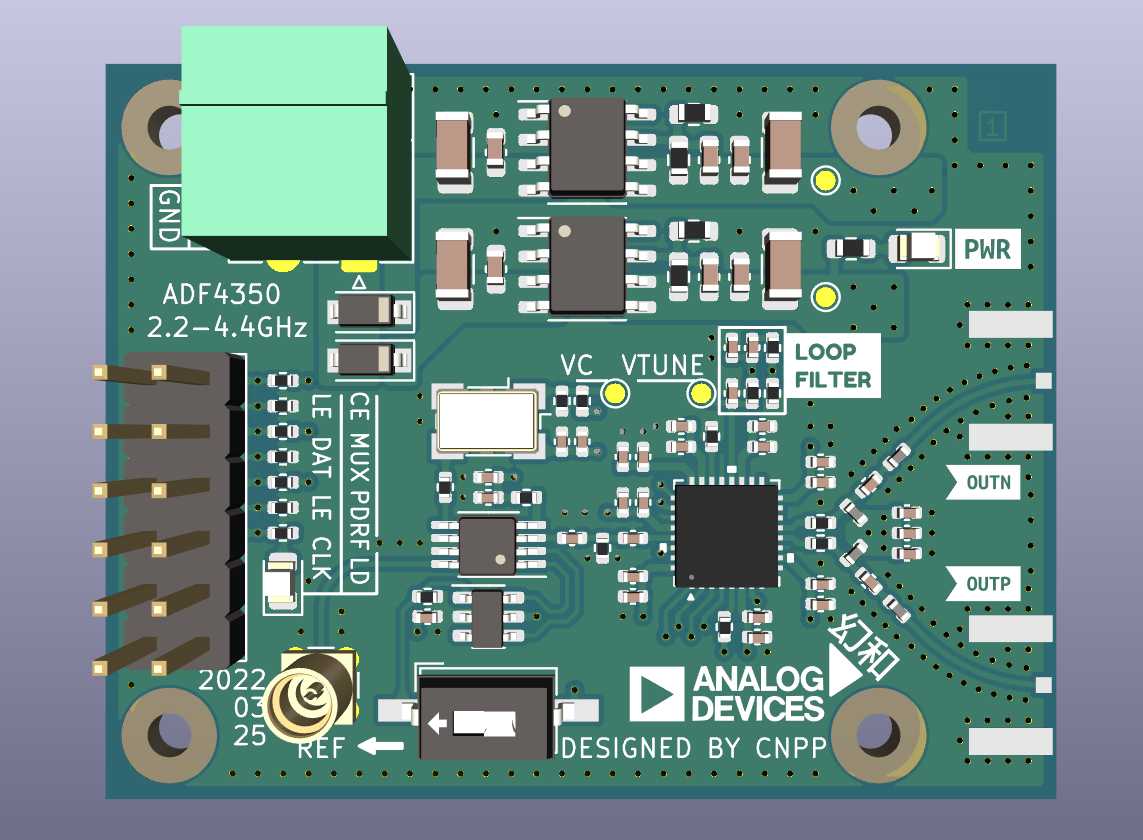 1
GND
PWR
ADF4350
2.2-4.4GHz
LOOP
FILTER
VC
VTUNE
CE MUX PDRF LD
LE DAT LE CLK
OUTN
OUTP
幻和
2022
03
25
REF
ANALOG
DEVICES
DESIGNED BY CNPP